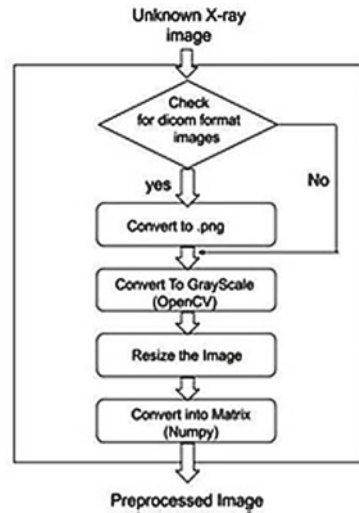 Unknown X-ray
image
Check
for dicom format
images
yes
No
Convert to .png
Convert To GrayScale
(OpenCV)
Resize the Image
Convert into Matrix
(Numpy)
Preprocessed Image